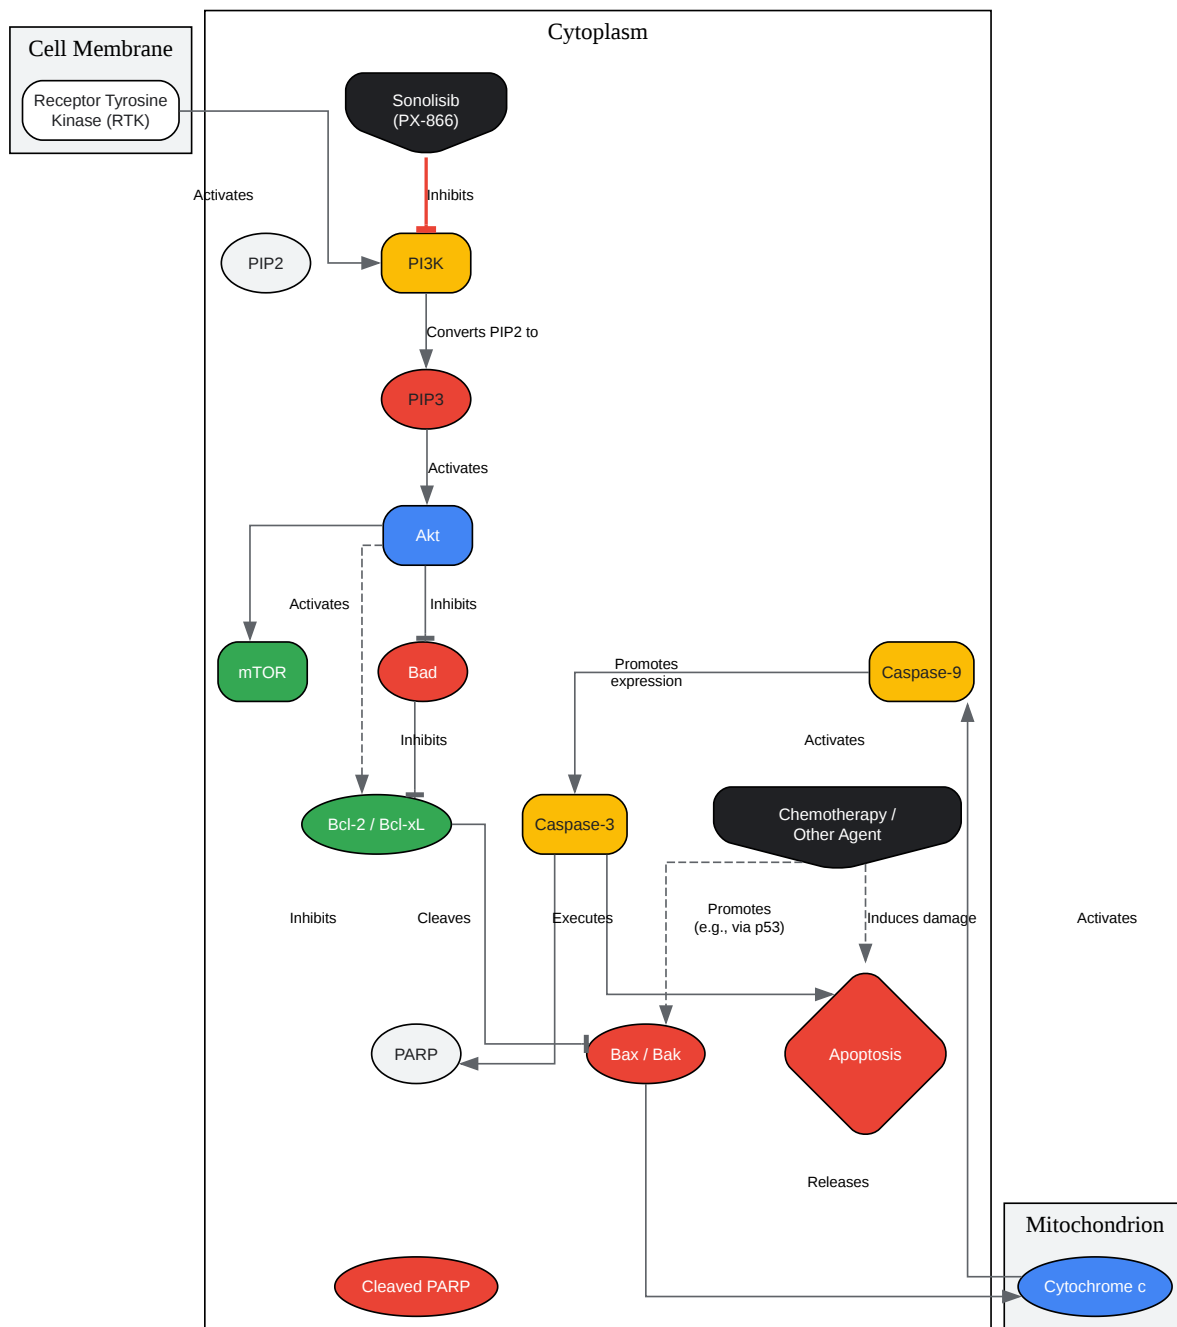 Cytoplasm
Cell Membrane
Receptor Tyrosine
Kinase (RTK)
Sonolisib
(PX-866)
Activates
Inhibits
PIP2
PI3K
Converts PIP2 to
PIP3
Activates
Akt
Activates
Inhibits
mTOR
Bad
Promotes
expression
Caspase-9
Inhibits
Activates
Bcl-2 / Bcl-xL
Caspase-3
Chemotherapy /
Other Agent
Inhibits
Cleaves
Executes
Promotes
(e.g., via p53)
Induces damage
Activates
PARP
Bax / Bak
Apoptosis
Releases
Mitochondrion
Cleaved PARP
Cytochrome c